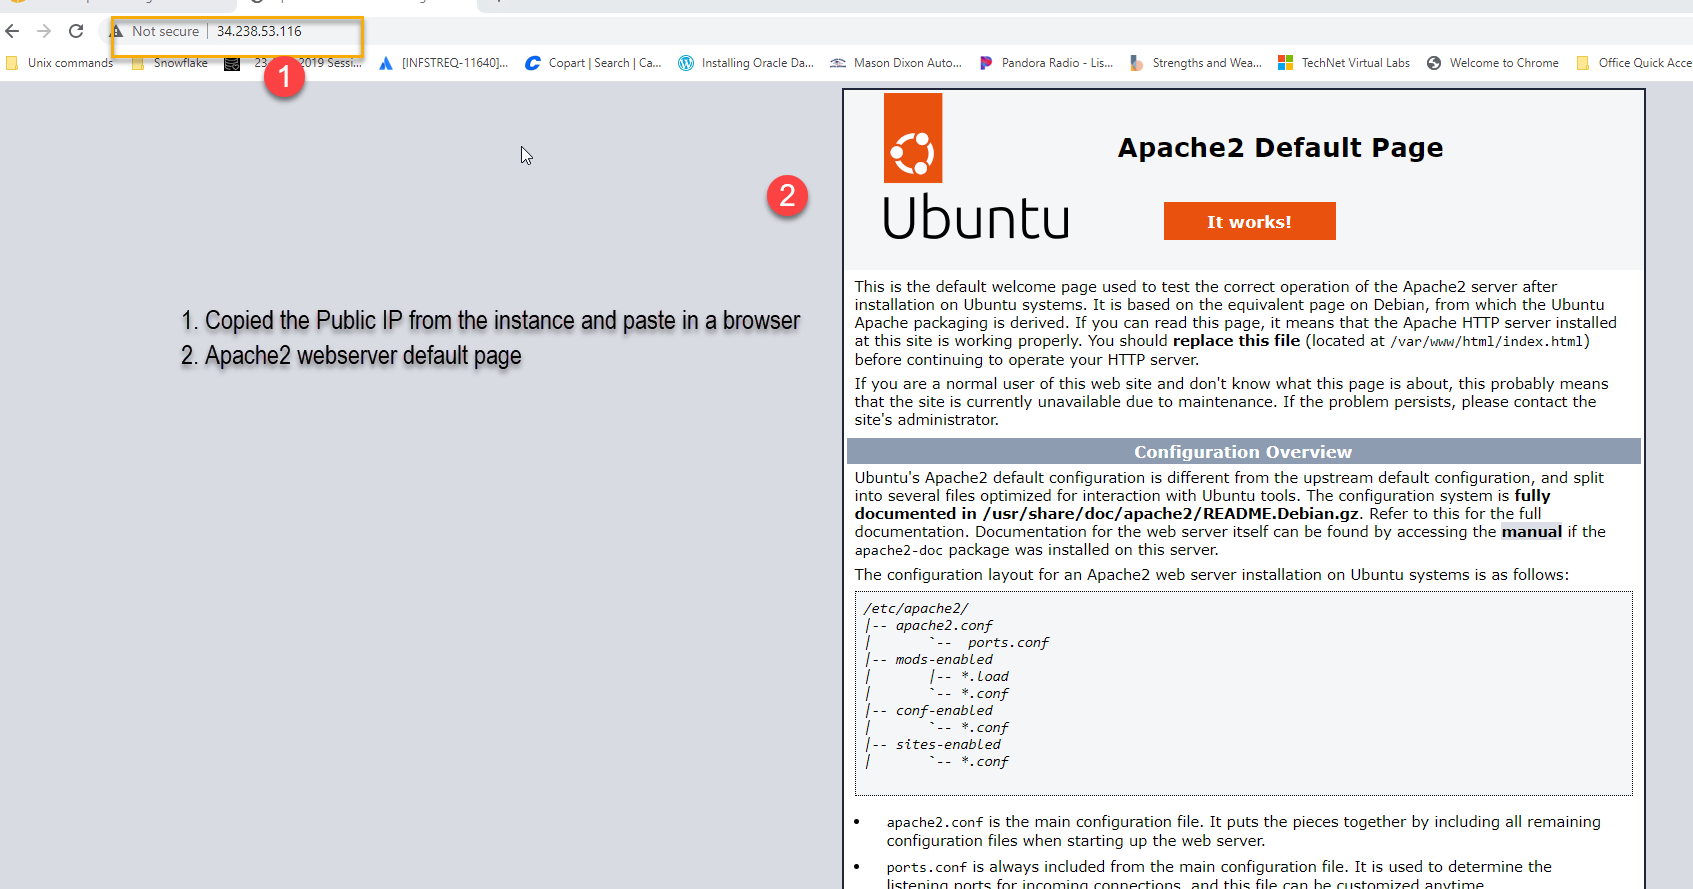 Not secure | 34.238.53.116
Unix commands
Snowflake
2019 Sessi...
[INFSTREQ-11640]...
Copart | Search | Ca...
Installing Oracle Da...
Mason Dixon Auto...
Pandora Radio - Lis...
Strengths and Wea...
TechNet Virtual Labs
Welcome to Chrome
Office Quick Acce
1
2
1. Copied the Public IP from the instance and paste in a browser
2. Apache2 webserver default page
Ubuntu
Apache2 Default Page
It works!
This is the default welcome page used to test the correct operation of the Apache2 server after
installation on Ubuntu systems. It is based on the equivalent page on Debian, from which the Ubuntu
Apache packaging is derived. If you can read this page, it means that the Apache HTTP server installed
at this site is working properly. You should replace this file (located at /var/www/html/index.html)
before continuing to operate your HTTP server.
If you are a normal user of this web site and don't know what this page is about, this probably means
that the site is currently unavailable due to maintenance. If the problem persists, please contact the
site's administrator.
Configuration Overview
Ubuntu's Apache2 default configuration is different from the upstream default configuration, and split
into several files optimized for interaction with Ubuntu tools. The configuration system is fully
documented in /usr/share/doc/apache2/README.Debian.gz. Refer to this for the full
documentation. Documentation for the web server itself can be found by accessing the manual if the
apache2-doc package was installed on this server.
The configuration layout for an Apache2 web server installation on Ubuntu systems is as follows:
/etc/apache2/
|-- apache2.conf
|       `--  ports.conf
|-- mods-enabled
|       |-- *.load
|       `-- *.conf
|-- conf-enabled
|       `-- *.conf
|-- sites-enabled
|       `-- *.conf
• apache2.conf is the main configuration file. It puts the pieces together by including all remaining
configuration files when starting up the web server.
• ports.conf is always included from the main configuration file. It is used to determine the
listening ports for incoming connections, and this file can be customized anytime.